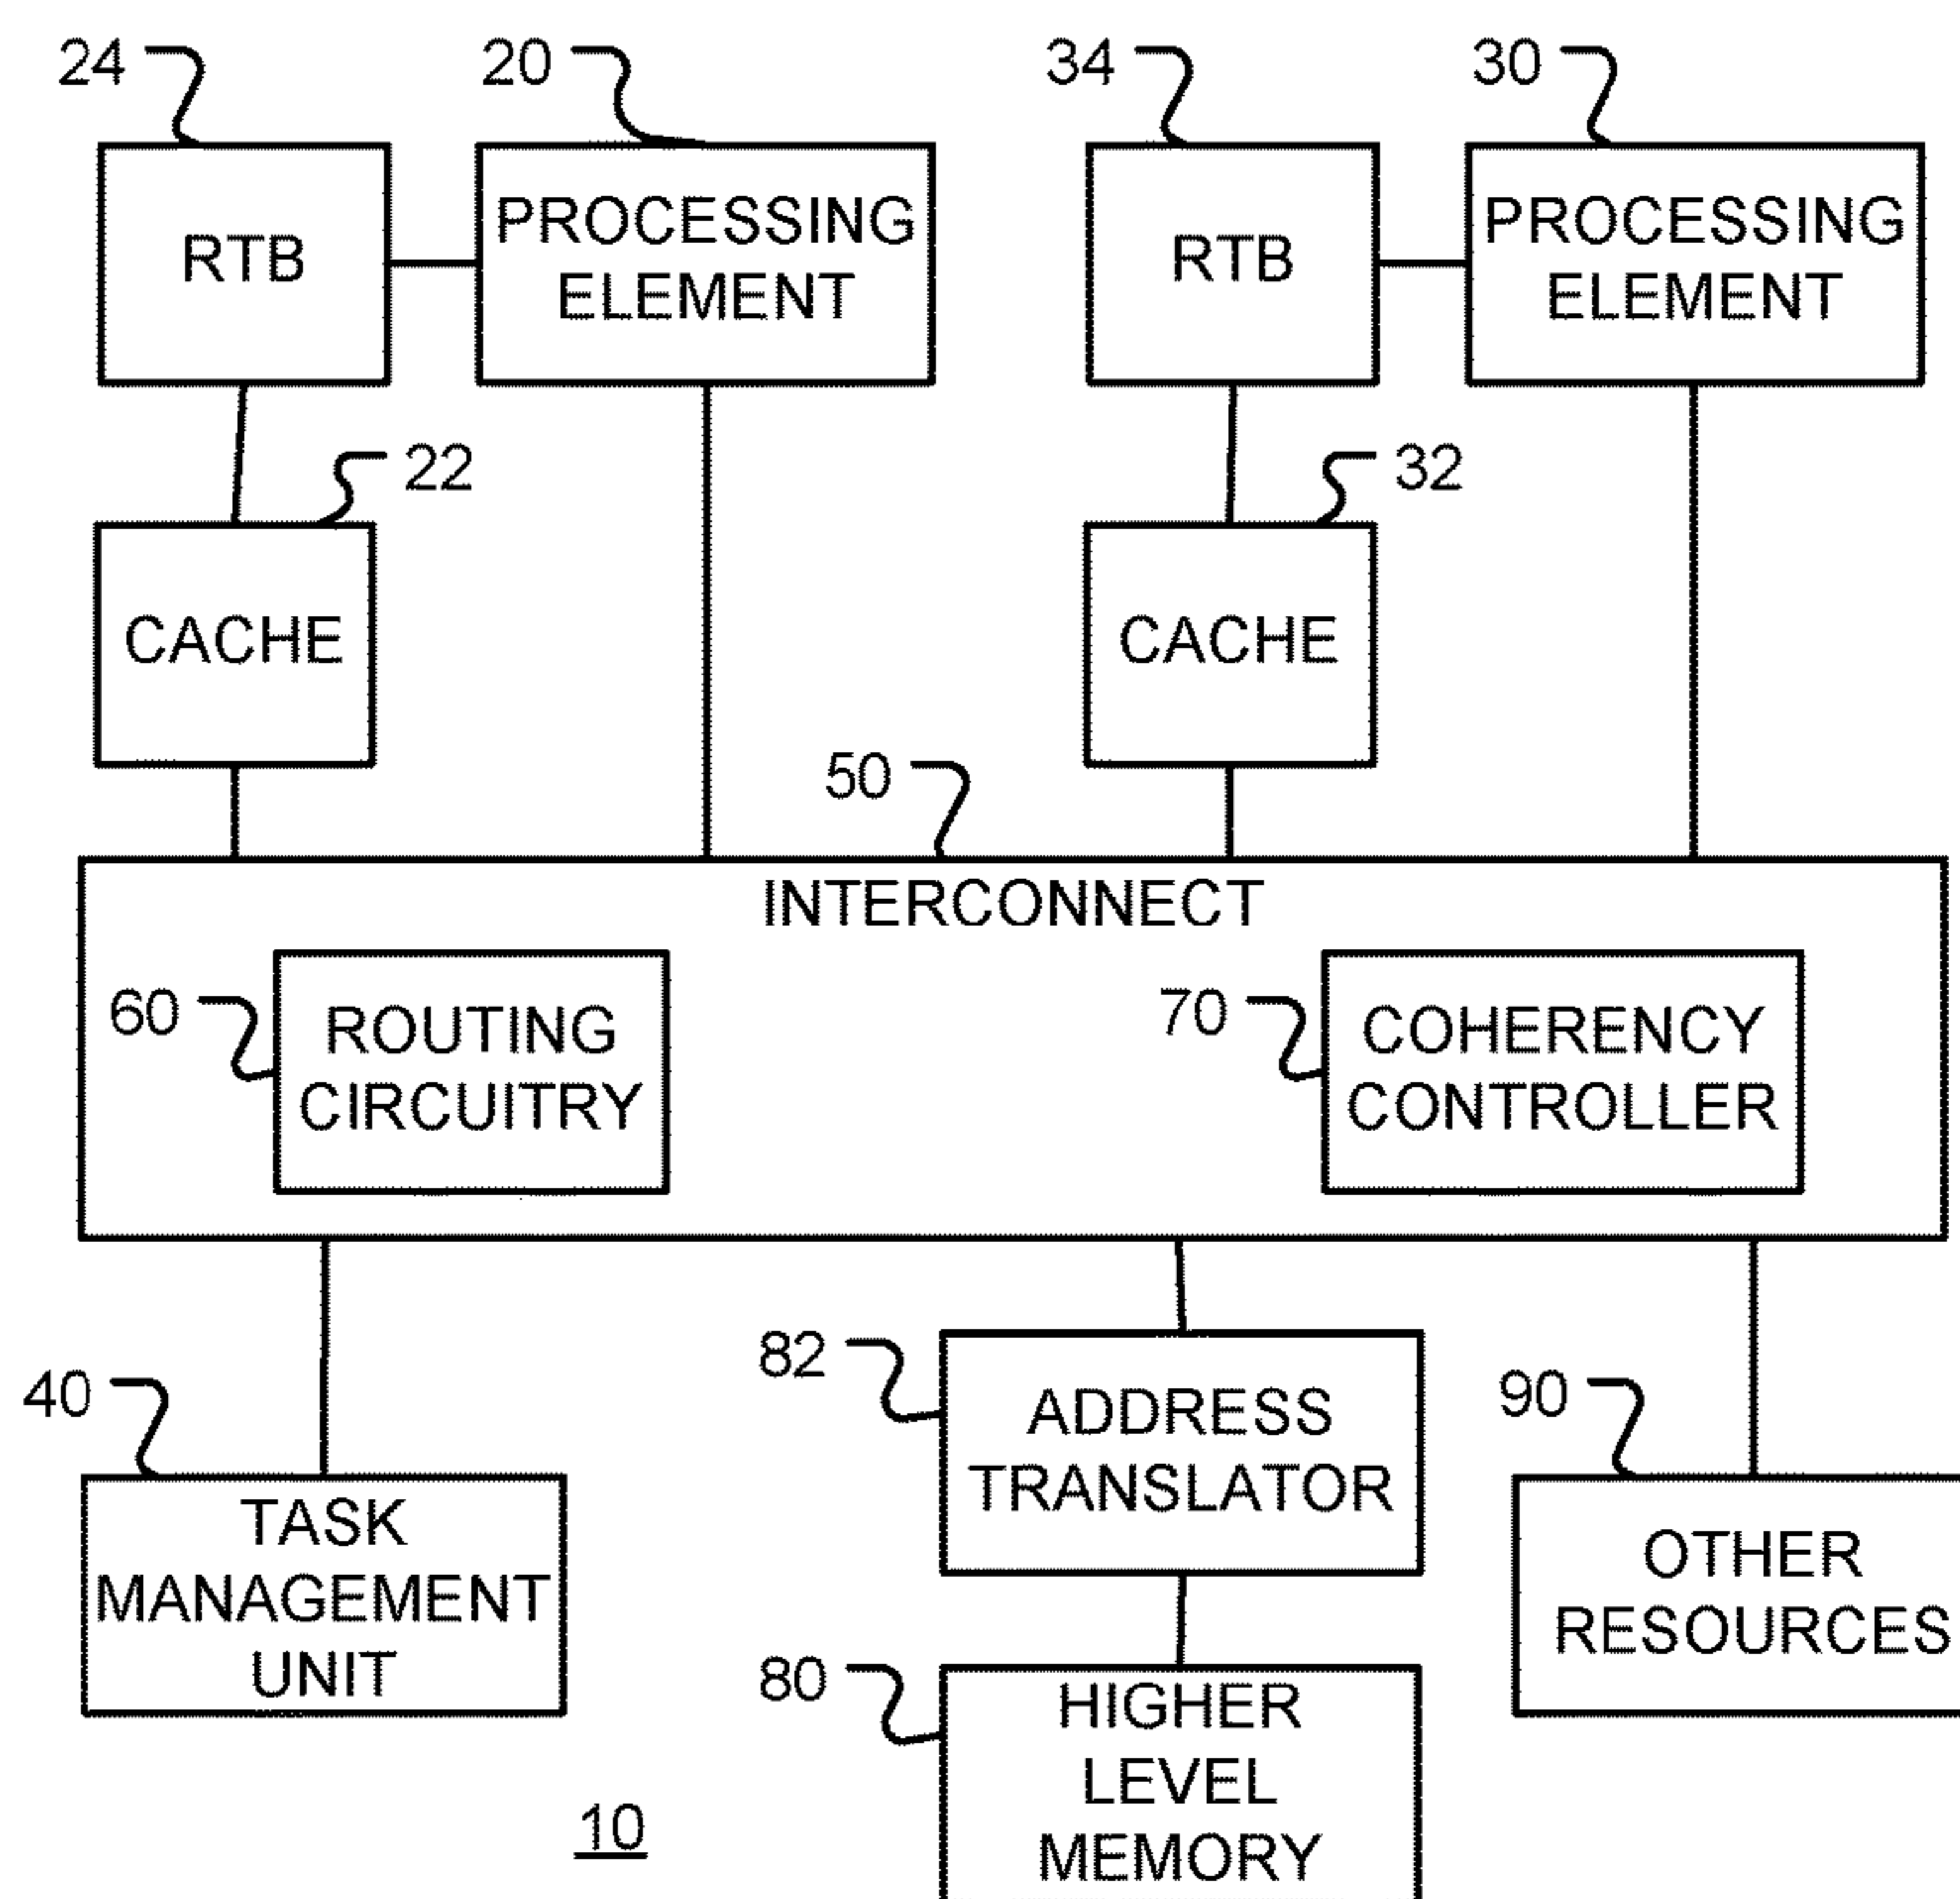 24
20
34
30
RTB
PROCESSING
ELEMENT
RTB
PROCESSING
ELEMENT
22
32
CACHE
CACHE
50
INTERCONNECT
60
ROUTING
CIRCUITRY
70
COHERENCY
CONTROLLER
40
TASK
MANAGEMENT
UNIT
82
ADDRESS
TRANSLATOR
90
OTHER
RESOURCES
80
HIGHER
LEVEL
MEMORY
10